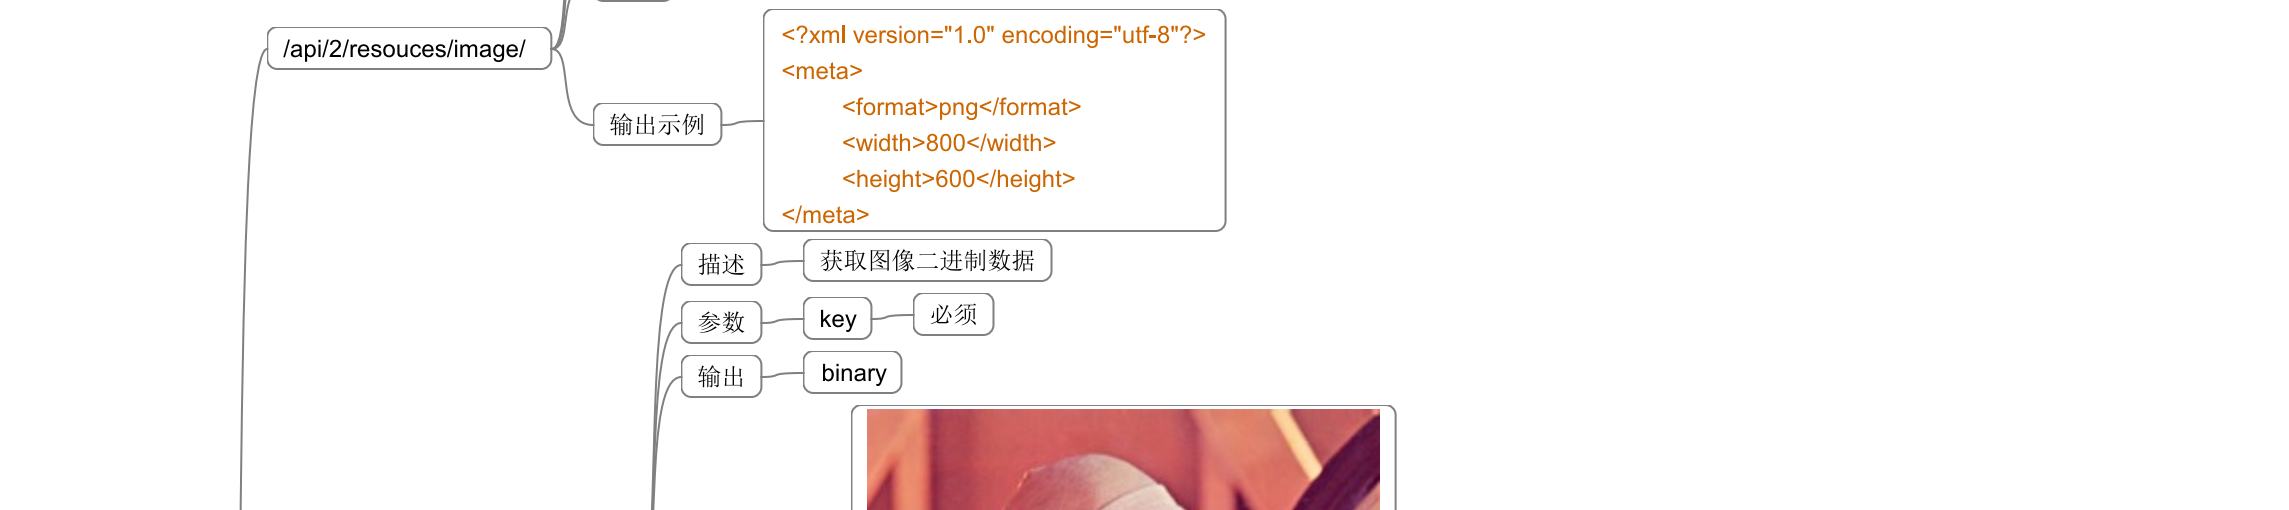 /api/2/resouces/image/
输出示例
<?xml version="1.0" encoding="utf-8"?>
<meta>
<format>png</format>
<width>800</width>
<height>600</height>
</meta>
描述
获取图像二进制数据
参数
key
必须
输出
binary